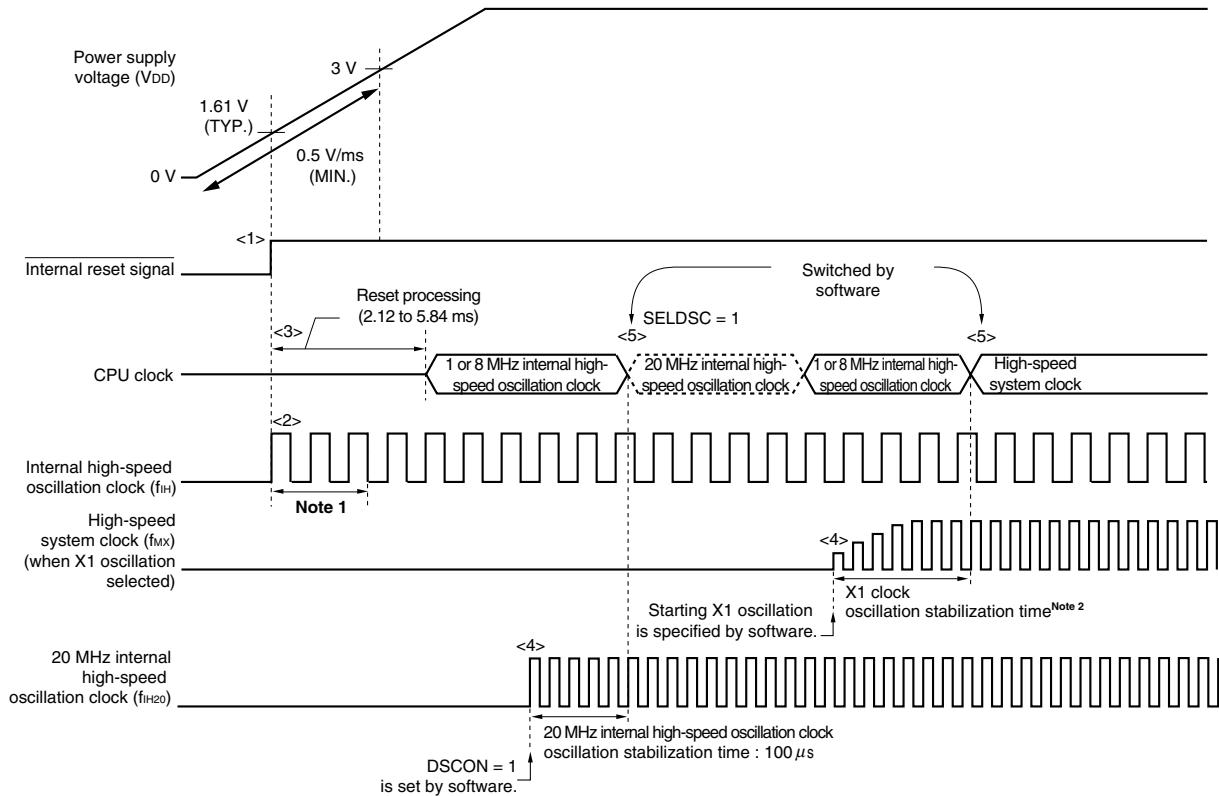 Power supply
voltage (VDD)
3 V
1.61 V
(TYP.)
0.5 V/ms
(MIN.)
0 V
<1>
Internal reset signal
Switched by
software
Reset processing
(2.12 to 5.84 ms)
<3>
<5>
SELDSC = 1
<5>
CPU clock
1 or 8 MHz internal high-
speed oscillation clock
20 MHz internal high-
speed oscillation clock
1 or 8 MHz internal high-
speed oscillation clock
High-speed
system clock
<2>
Internal high-speed
oscillation clock (fIH)
Note 1
High-speed
system clock (fMX)
(when X1 oscillation
selected)
<4>
X1 clock
oscillation stabilization time Note 2
Starting X1 oscillation
is specified by software.
<4>
20 MHz internal
high-speed
oscillation clock (fIH20)
20 MHz internal high-speed oscillation clock
oscillation stabilization time : 100 μs
DSCON = 1
is set by software.